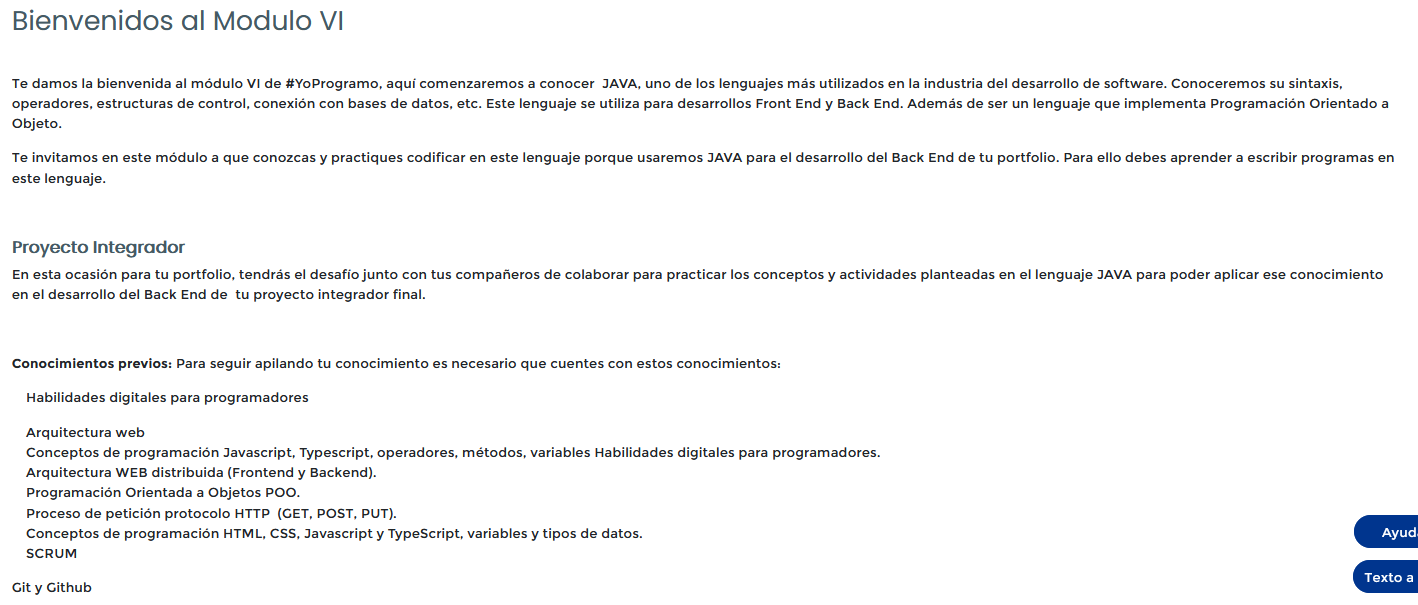 Bienvenidos al Modulo VI
Te damos la bienvenida al módulo VI de #YoProgramo, aquí comenzaremos a conocer  JAVA, uno de los lenguajes más utilizados en la industria del desarrollo de software. Conoceremos su sintaxis,
operadores, estructuras de control, conexión con bases de datos, etc. Este lenguaje se utiliza para desarrollos Front End y Back End. Además de ser un lenguaje que implementa Programación Orientado a
Objeto.
Te invitamos en este módulo a que conozcas y practiques codificar en este lenguaje porque usaremos JAVA para el desarrollo del Back End de tu portfolio. Para ello debes aprender a escribir programas en
este lenguaje.
Proyecto Integrador
En esta ocasión para tu portfolio, tendrás el desafío junto con tus compañeros de colaborar para practicar los conceptos y actividades planteadas en el lenguaje JAVA para poder aplicar ese conocimiento
en el desarrollo del Back End de  tu proyecto integrador final.
Conocimientos previos: Para seguir apilando tu conocimiento es necesario que cuentes con estos conocimientos:
Habilidades digitales para programadores
Arquitectura web
Conceptos de programación Javascript, Typescript, operadores, métodos, variables Habilidades digitales para programadores.
Arquitectura WEB distribuida (Frontend y Backend).
Programación Orientada a Objetos POO.
Proceso de petición protocolo HTTP  (GET, POST, PUT).
Conceptos de programación HTML, CSS, Javascript y TypeScript, variables y tipos de datos.
SCRUM
Git y Github
Ayud
Texto a